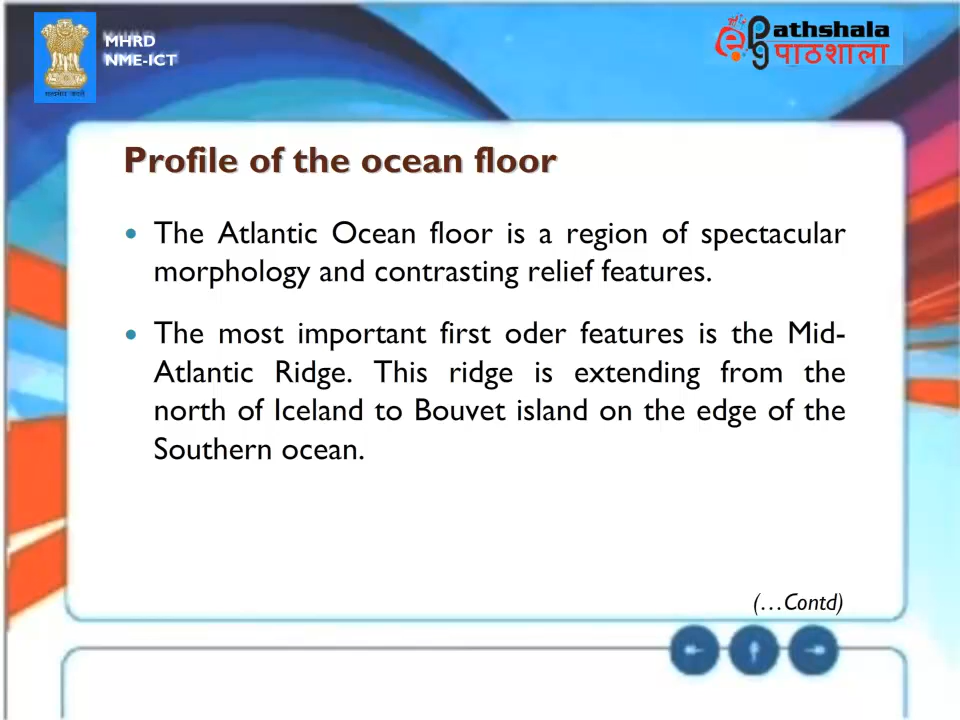 MHRD
NME-ICT
ePathshala
पाठशाला
Profile of the ocean floor
• The Atlantic Ocean floor is a region of spectacular
morphology and contrasting relief features.
• The most important first oder features is the Mid-
Atlantic Ridge. This ridge is extending from the
north of Iceland to Bouvet island on the edge of the
Southern ocean.
(…Contd)